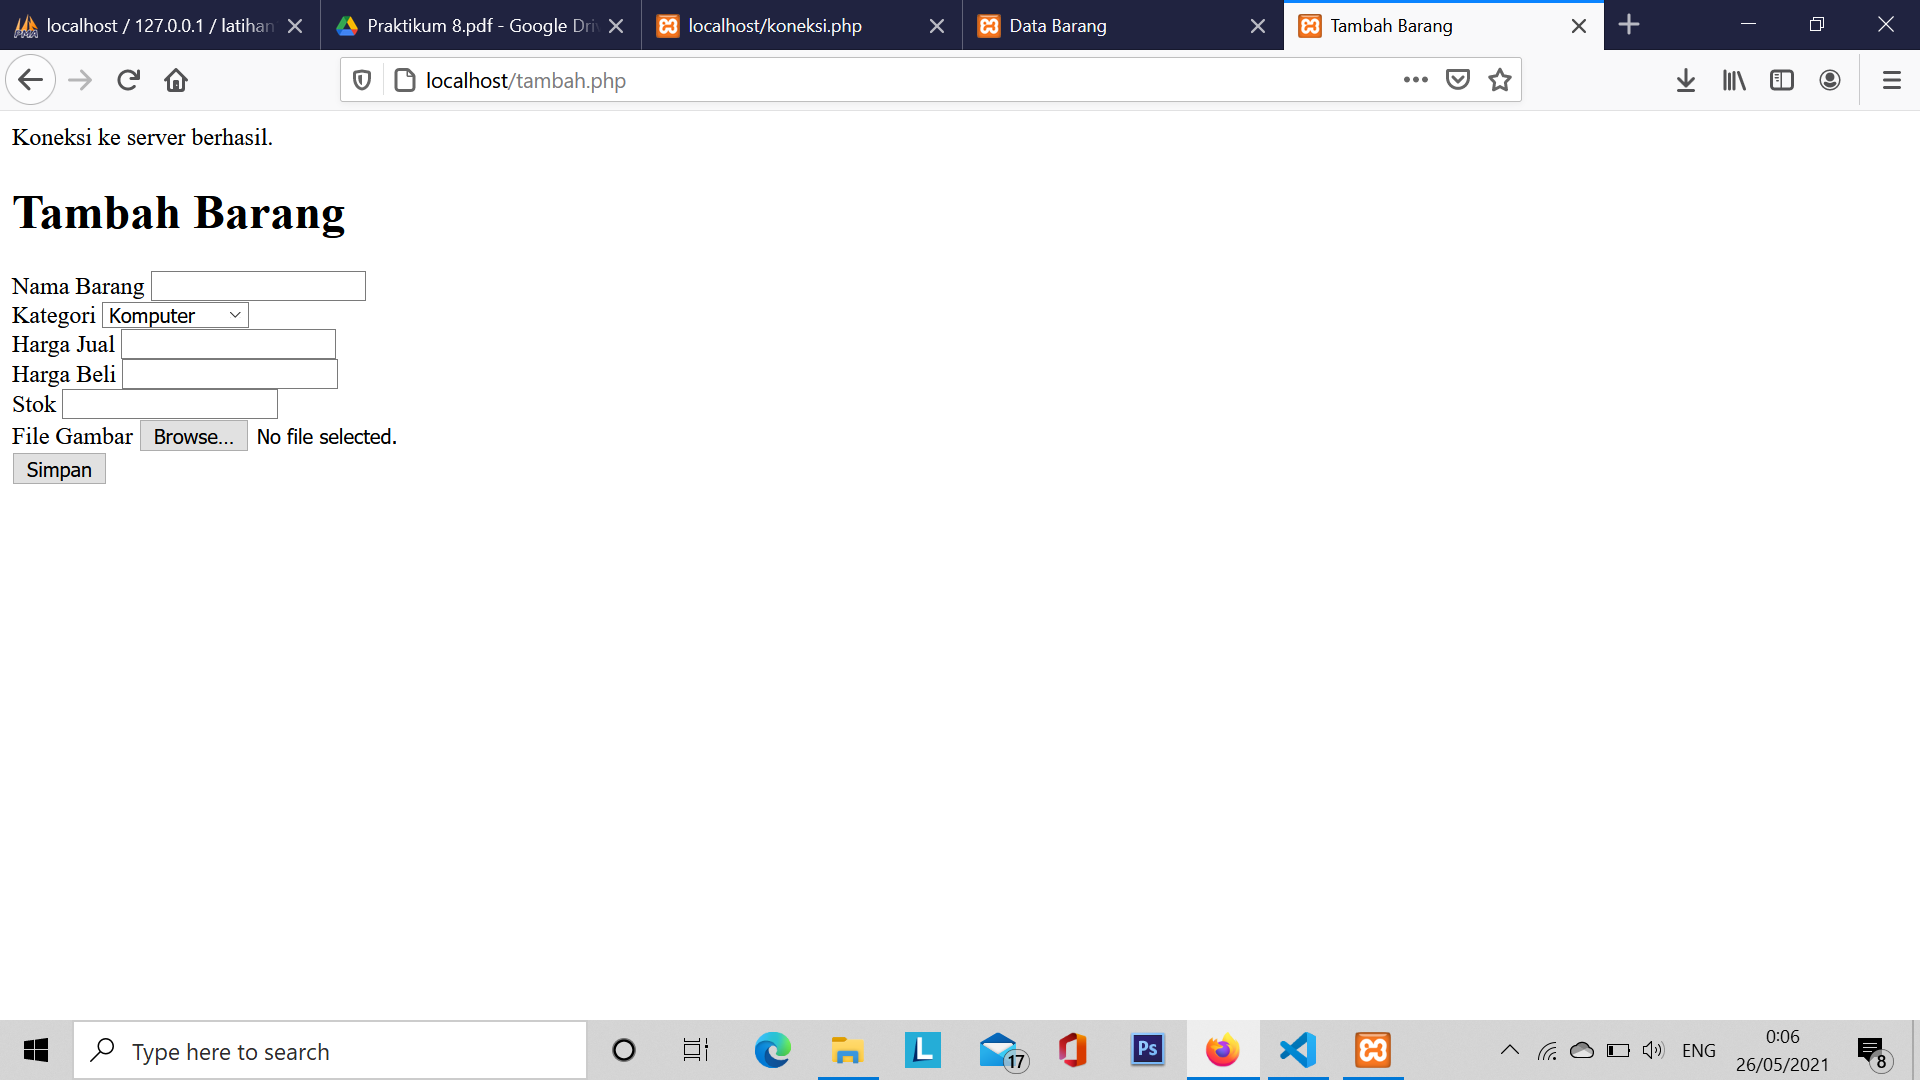 localhost / 127.0.0.1 / latihan
Praktikum 8.pdf - Google Dri
localhost/koneksi.php
Data Barang
Tambah Barang
localhost/tambah.php
Koneksi ke server berhasil.
Tambah Barang
Nama Barang
Kategori Komputer
Harga Jual
Harga Beli
Stok
File Gambar Browse... No file selected.
Simpan
Type here to search
L
17
Ps
ENG
0:06
26/05/2021
8